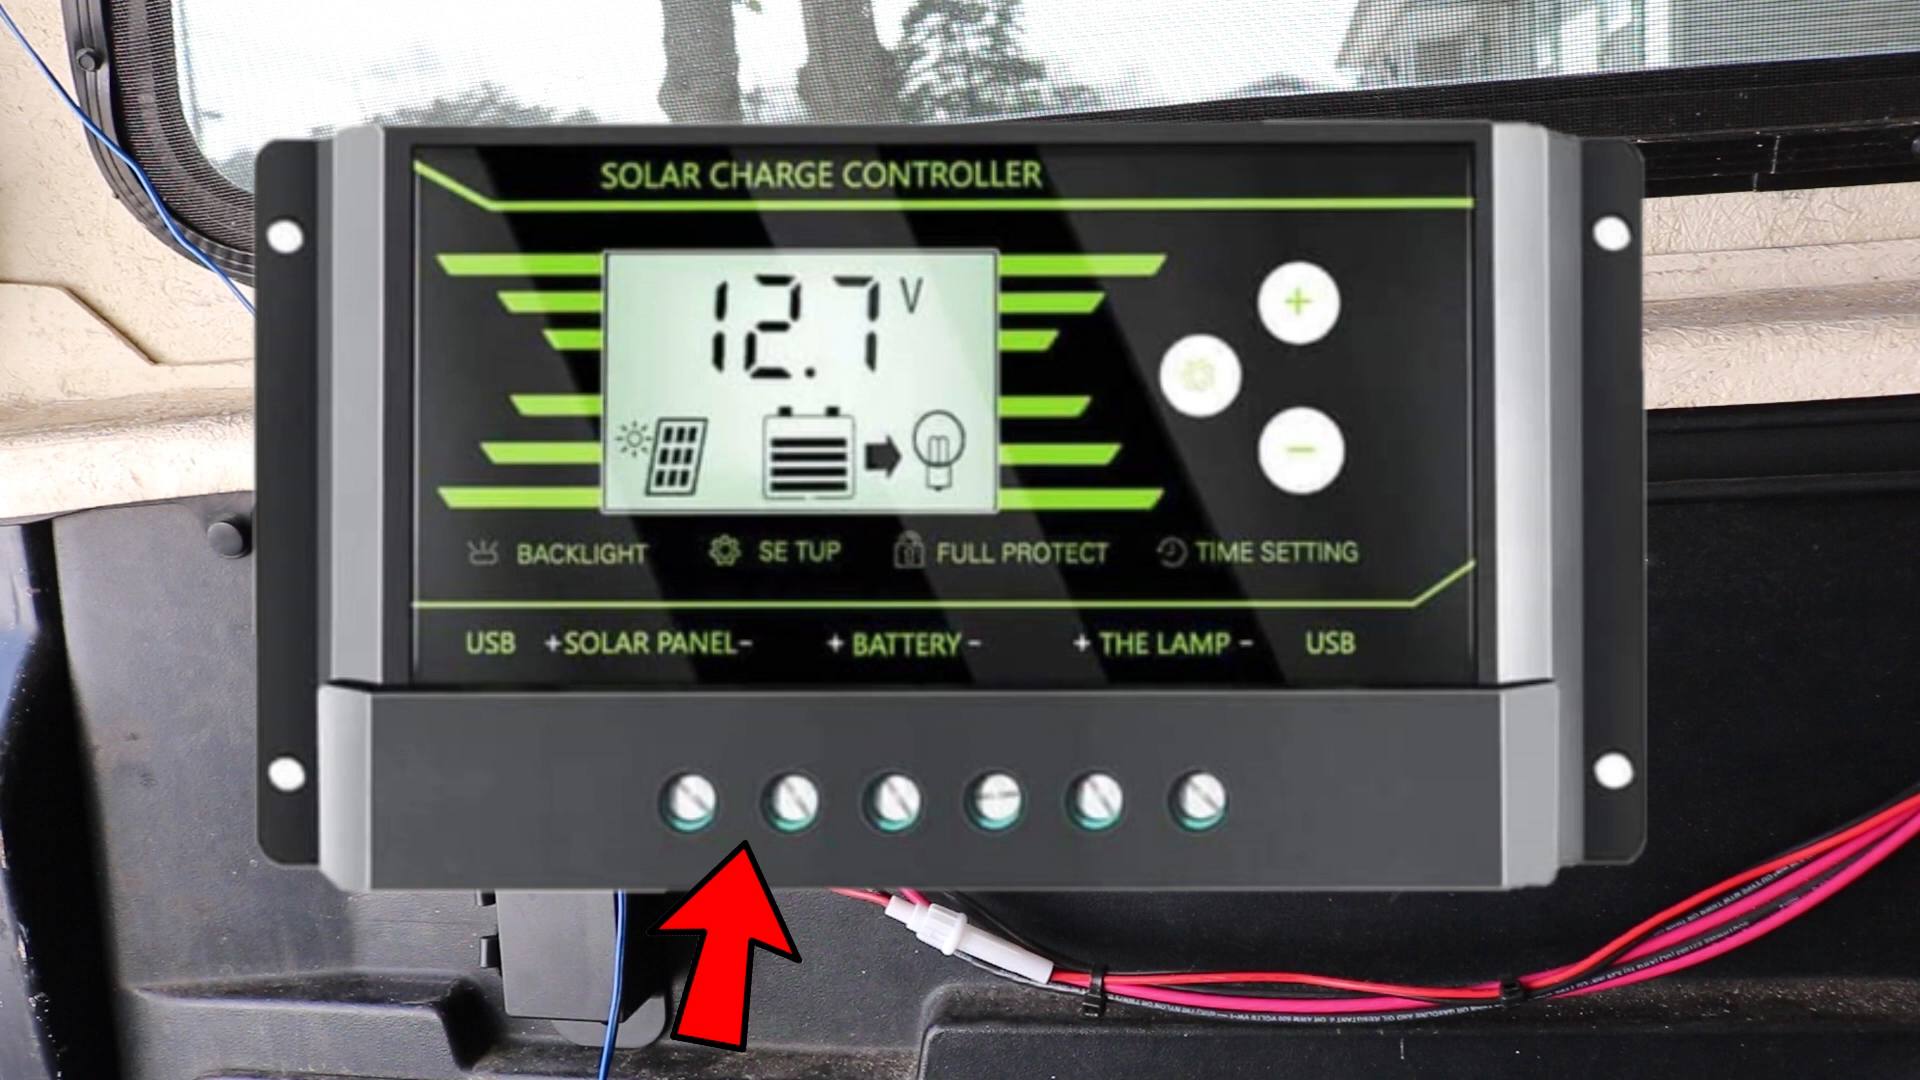 SOLAR CHARGE CONTROLLER
12.7 V
BACKLIGHT SE TUP FULL PROTECT TIME SETTING
USB +SOLAR PANEL- + BATTERY - + THE LAMP - USB
+
-